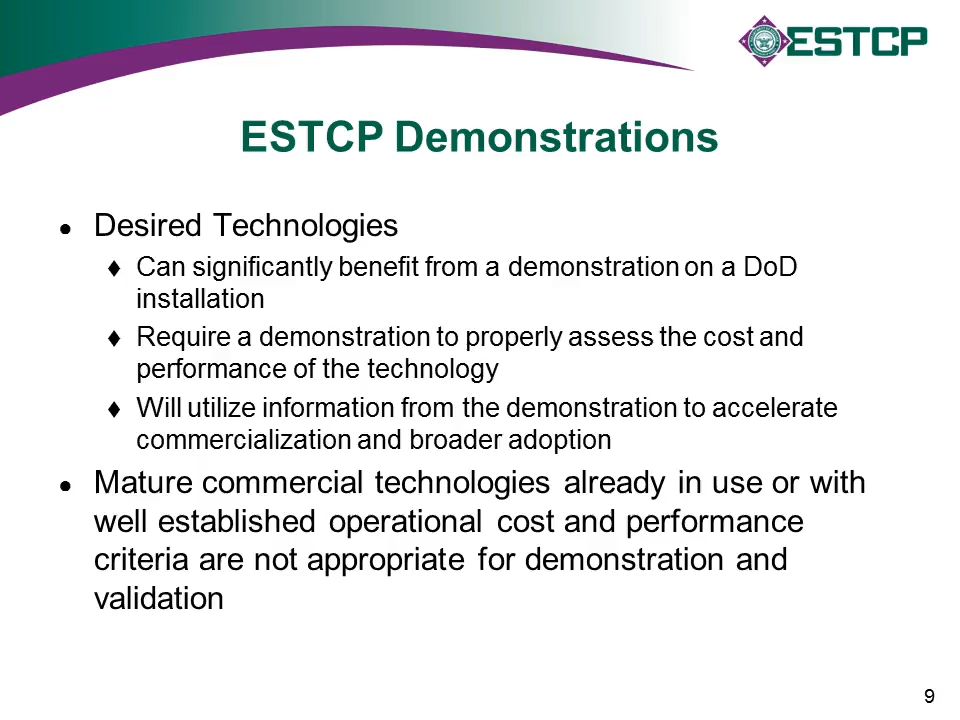 ESTCP
ESTCP Demonstrations
● Desired Technologies
♦ Can significantly benefit from a demonstration on a DoD
installation
♦ Require a demonstration to properly assess the cost and
performance of the technology
♦ Will utilize information from the demonstration to accelerate
commercialization and broader adoption
● Mature commercial technologies already in use or with
well established operational cost and performance
criteria are not appropriate for demonstration and
validation
9